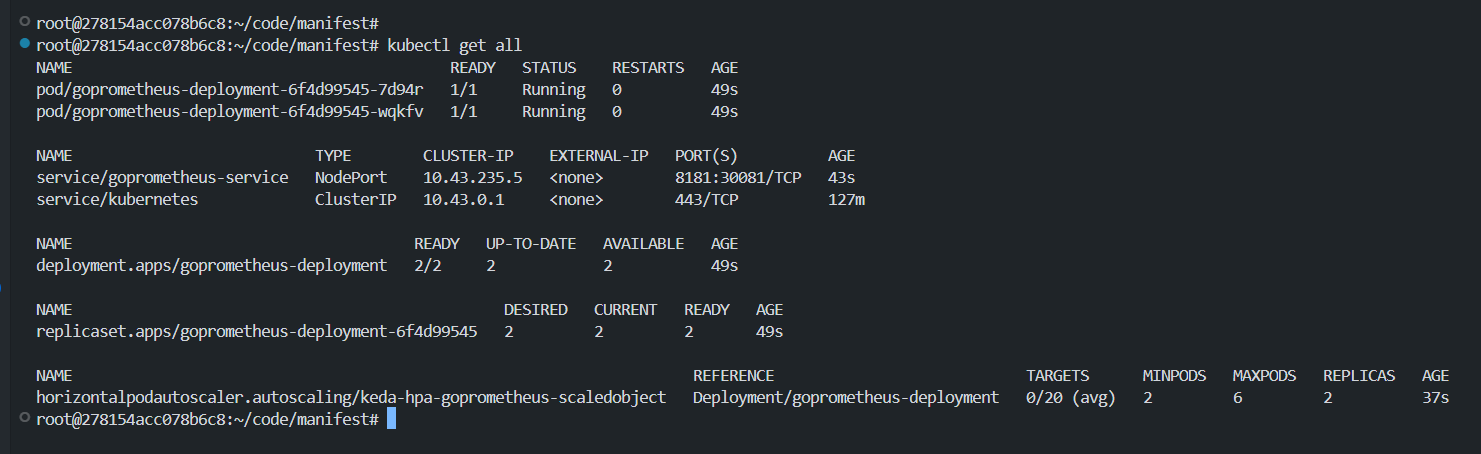 root@278154acc078b6c8:~/code/manifest#
root@278154acc078b6c8:~/code/manifest# kubectl get all
NAME READY STATUS RESTARTS AGE
pod/goprometheus-deployment-6f4d99545-7d94r 1/1 Running 0 49s
pod/goprometheus-deployment-6f4d99545-wqkfv 1/1 Running 0 49s
NAME TYPE CLUSTER-IP EXTERNAL-IP PORT(S) AGE
service/goprometheus-service NodePort 10.43.235.5 <none> 8181:30081/TCP 43s
service/kubernetes ClusterIP 10.43.0.1 <none> 443/TCP 127m
NAME READY UP-TO-DATE AVAILABLE AGE
deployment.apps/goprometheus-deployment 2/2 2 2 49s
NAME DESIRED CURRENT READY AGE
replicaset.apps/goprometheus-deployment-6f4d99545 2 2 2 49s
NAME REFERENCE TARGETS MINPODS MAXPODS REPLICAS AGE
horizontalpodautoscaler.autoscaling/keda-hpa-goprometheus-scaledobject Deployment/goprometheus-deployment 0/20 (avg) 2 6 2 37s
root@278154acc078b6c8:~/code/manifest#